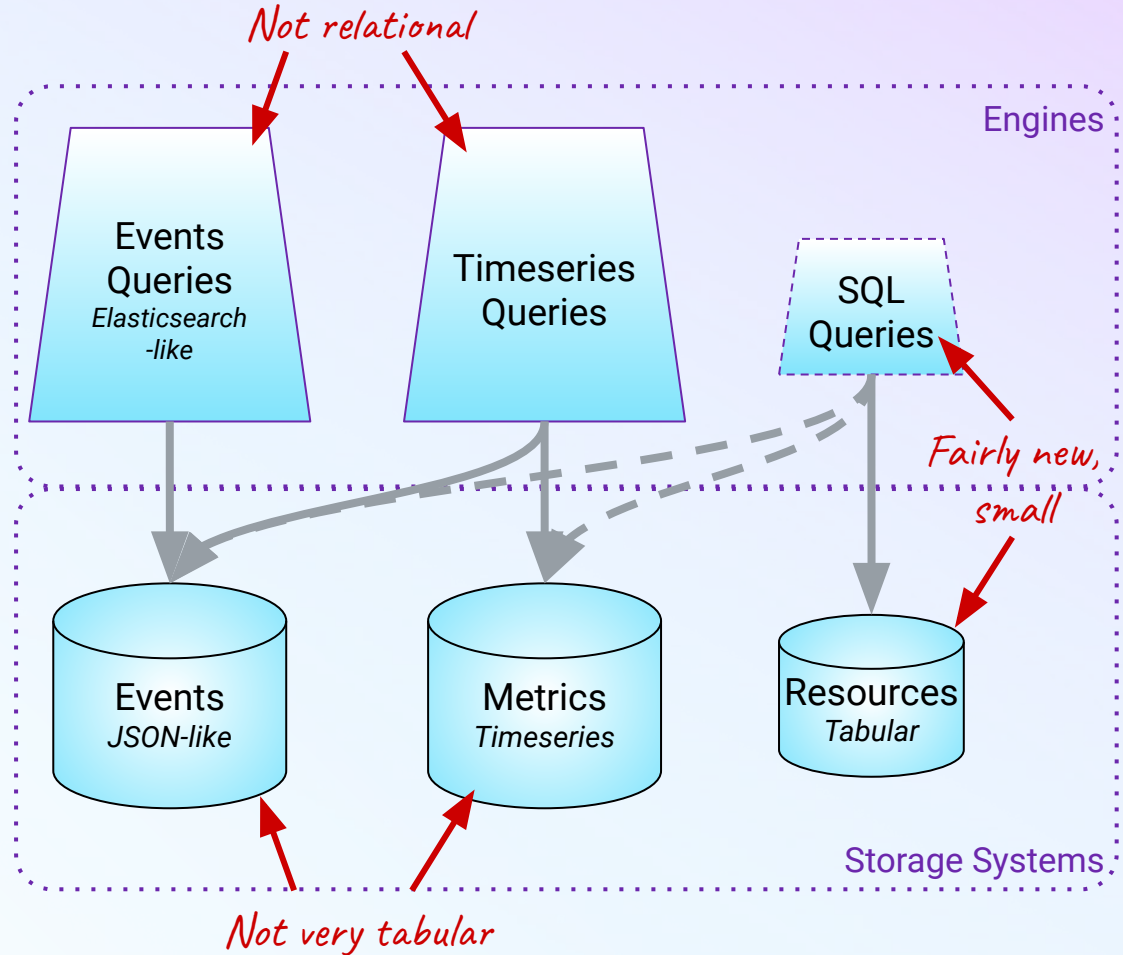 Not relational
Engines
Events
Queries
Elasticsearch
-like
Timeseries
Queries
SQL
Queries
Fairly new,
small
Events
JSON-like
Metrics
Timeseries
Resources
Tabular
Storage Systems
Not very tabular